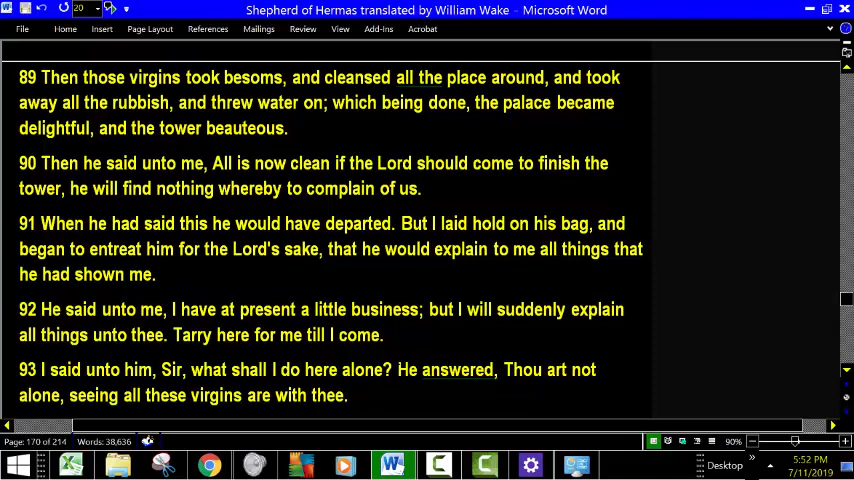 20
Shepherd of Hermas translated by William Wake - Microsoft Word
File Home Insert Page Layout References Mailings Review View Add-Ins Acrobat
89 Then those virgins took besoms, and cleansed all the place around, and took
away all the rubbish, and threw water on; which being done, the palace became
delightful, and the tower beauteous.
90 Then he said unto me, All is now clean if the Lord should come to finish the
tower, he will find nothing whereby to complain of us.
91 When he had said this he would have departed. But I laid hold on his bag, and
began to entreat him for the Lord's sake, that he would explain to me all things that
he had shown me.
92 He said unto me, I have at present a little business; but I will suddenly explain
all things unto thee. Tarry here for me till I come.
93 I said unto him, Sir, what shall I do here alone? He answered, Thou art not
alone, seeing all these virgins are with thee.
Page: 170 of 214 Words: 38,636 90%
Desktop 5:52 PM
7/11/2019